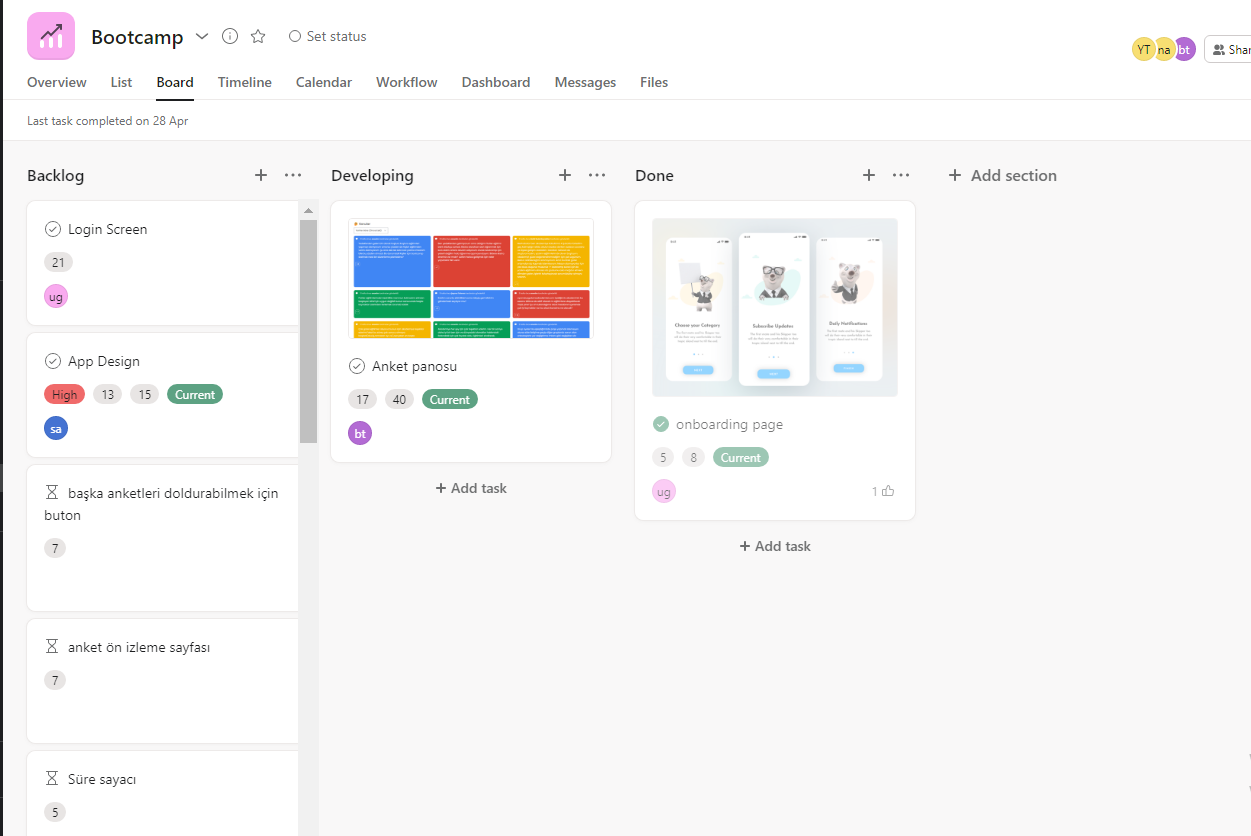 Bootcamp
Set status
YT na bt
Shar
Overview List Board Timeline Calendar Workflow Dashboard Messages Files
Last task completed on 28 Apr
Backlog
Login Screen
21
ug
App Design
High 13 15 Current
sa
başka anketleri doldurabilmek için
buton
7
anket ön izleme sayfası
7
Süre sayacı
5
Developing
Anket panosu
17 40 Current
bt
+ Add task
Done
Choose your Category
Subscribe Updates
Daily Notifications
onboarding page
5 8 Current
ug
1
+ Add task
+ Add section